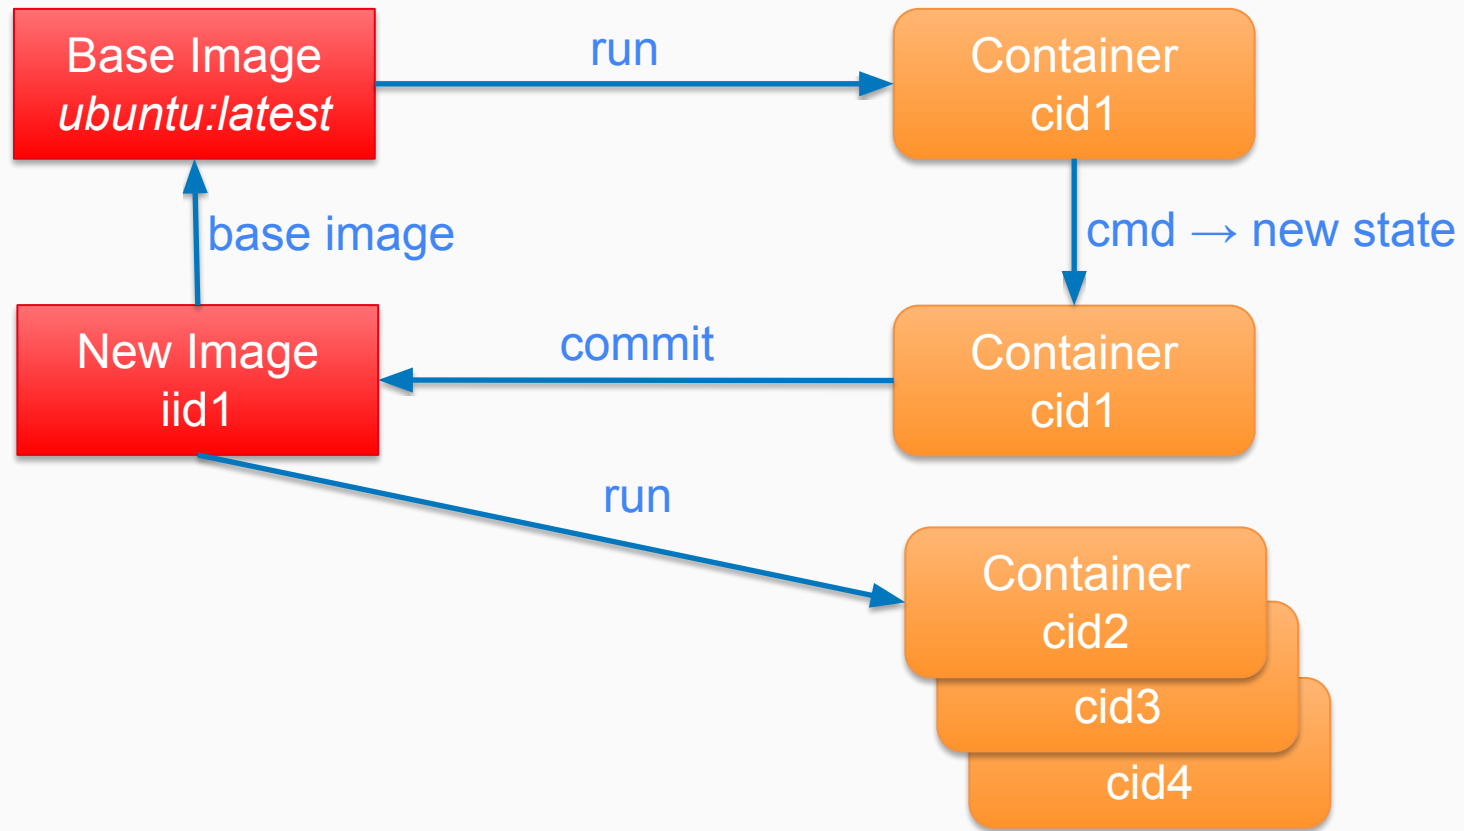 Base Image
ubuntu:latest
run
Container
cid1
base image
cmd → new state
New Image
iid1
commit
Container
cid1
run
Container
cid2
cid3
cid4